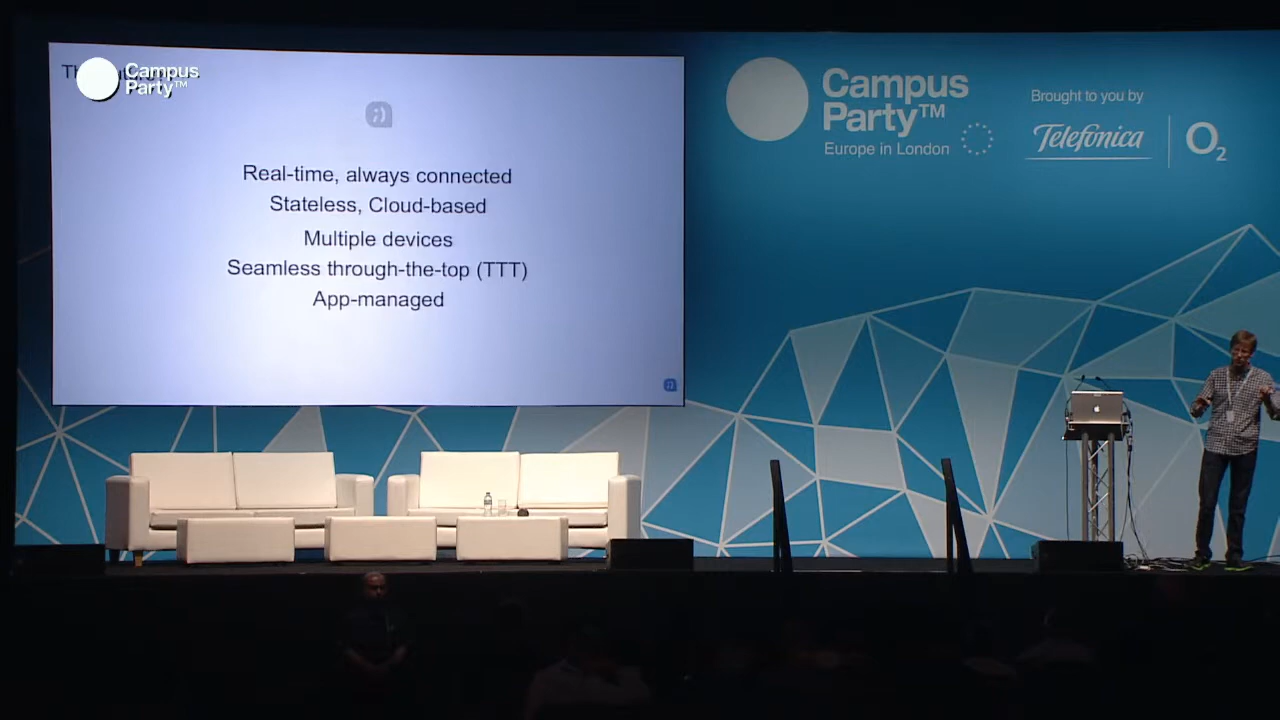 Campus
Party™
Real-time, always connected
Stateless, Cloud-based
Multiple devices
Seamless through-the-top (TTT)
App-managed
Campus
Party™
Europe in London
Brought to you by
Telefónica
O2